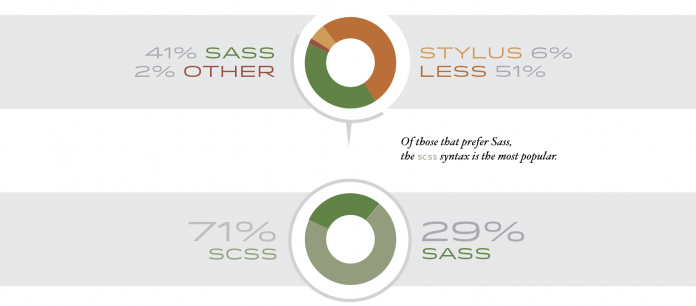 41% SASS
2% OTHER
STYLUS 6%
LESS 51%
Of those that prefer Sass,
the scss syntax is the most popular.
71%
SCSS
29%
SASS